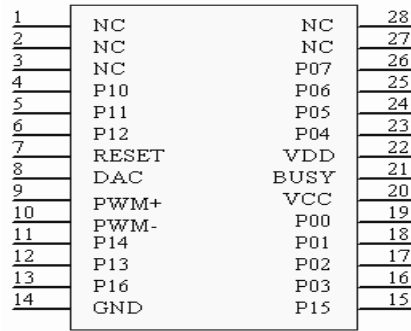 1 NC NC 28
2 NC NC 27
3 NC P07 26
4 P10 P06 25
5 P11 P05 24
6 P12 P04 23
7 RESET VDD 22
8 DAC BUSY 21
9 PWM+ VCC 20
10 PWM- P00 19
11 P14 P01 18
12 P13 P02 17
13 P16 P03 16
14 GND P15 15